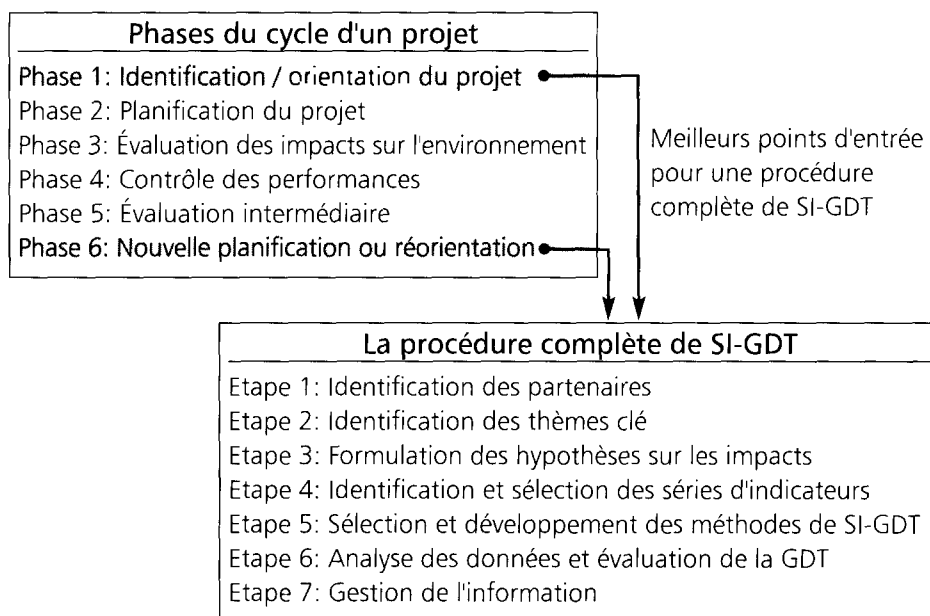 Phases du cycle d'un projet
Phase 1: Identification / orientation du projet
Phase 2: Planification du projet
Phase 3: Évaluation des impacts sur l'environnement
Phase 4: Contrôle des performances
Phase 5: Évaluation intermédiaire
Phase 6: Nouvelle planification ou réorientation
Meilleurs points d'entrée
pour une procédure
complète de SI-GDT
La procédure complète de SI-GDT
Etape 1: Identification des partenaires
Etape 2: Identification des thèmes clé
Etape 3: Formulation des hypothèses sur les impacts
Etape 4: Identification et sélection des séries d'indicateurs
Etape 5: Sélection et développement des méthodes de SI-GDT
Etape 6: Analyse des données et évaluation de la GDT
Etape 7: Gestion de l'information